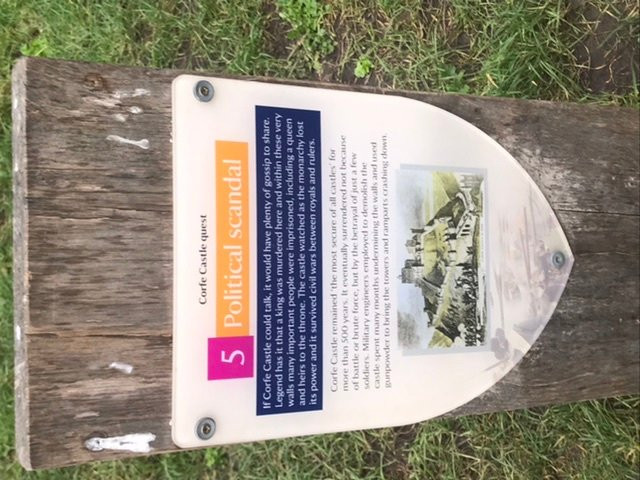 Corfe Castle quest
5 Political scandal
If Corfe Castle could talk, it would have plenty of gossip to share.
Legend has it that a king was murdered here and within these very
walls many important people were imprisoned, including a queen
and heirs to the throne. The castle watched as the monarchy lost
its power and it survived civil wars between royals and rulers.
Corfe Castle remained 'the most secure of all castles' for
more than 500 years. It eventually surrendered not because
of battle or brute force, but by the betrayal of just a few
soldiers. Military engineers employed to demolish the
castle spent many months undermining the walls and used
gunpowder to bring the towers and ramparts crashing down.